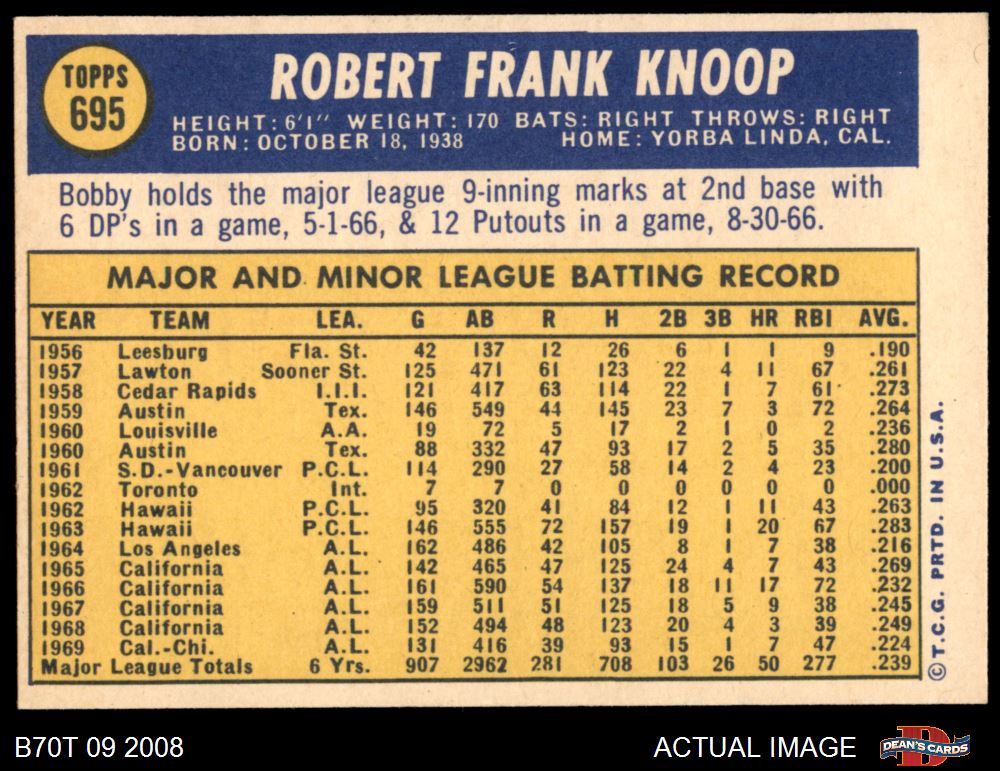 TOPPS
695
ROBERT FRANK KNOOP
HEIGHT: 6'1" WEIGHT: 170 BATS: RIGHT THROWS: RIGHT
BORN: OCTOBER 18, 1938 HOME: YORBA LINDA, CAL.
Bobby holds the major league 9-inning marks at 2nd base with
6 DP's in a game, 5-1-66, & 12 Putouts in a game, 8-30-66.
MAJOR AND MINOR LEAGUE BATTING RECORD
YEAR TEAM LEA. G AB R H 2B 3B HR RBI AVG.
1956 Leesburg Fla. St. 42 137 12 26 6 1 1 9 .190
1957 Lawton Sooner St. 125 471 61 123 22 4 11 67 .261
1958 Cedar Rapids I.I.I. 121 417 63 114 22 1 7 61 .273
1959 Austin Tex. 146 549 44 145 23 7 3 72 .264
1960 Louisville A.A. 19 72 5 17 2 1 0 2 .236
1960 Austin Tex. 88 332 47 93 17 2 5 35 .280
1961 S.D.-Vancouver P.C.L. 114 290 27 58 14 2 4 23 .200
1962 Toronto Int. 7 7 0 0 0 0 0 0 .000
1962 Hawaii P.C.L. 95 320 41 84 12 1 11 43 .263
1963 Hawaii P.C.L. 146 555 72 157 19 1 20 67 .283
1964 Los Angeles A.L. 162 486 42 105 8 1 7 38 .216
1965 California A.L. 142 465 47 125 24 4 7 43 .269
1966 California A.L. 161 590 54 137 18 11 17 72 .232
1967 California A.L. 159 511 51 125 18 5 9 38 .245
1968 California A.L. 152 494 48 123 20 4 3 39 .249
1969 Cal.-Chi. A.L. 131 416 39 93 15 1 7 47 .224
Major League Totals 6 Yrs. 907 2962 281 708 103 26 50 277 .239
© T.C.G. PRTD. IN U.S.A.
B70T 09 2008
ACTUAL IMAGE
DEAN'S CARDS